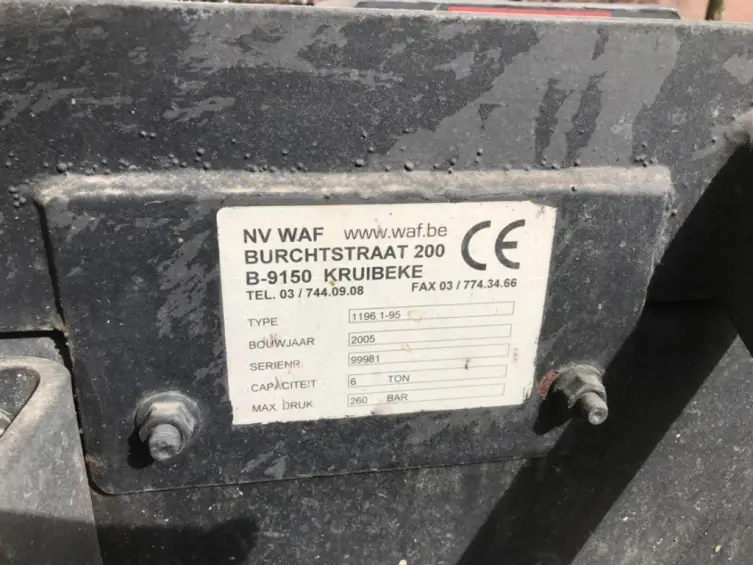 NV WAF www.waf.be
BURCHTSTRAAT 200
B-9150 KRUIBEKE
TEL. 03 / 744.09.08 FAX 03 / 774.34.66
CE
TYPE 1196 1-95
BOUWJAAR 2005
SERIENR. 99981
CAPACITEIT 6 TON
MAX. DRUK 260 BAR